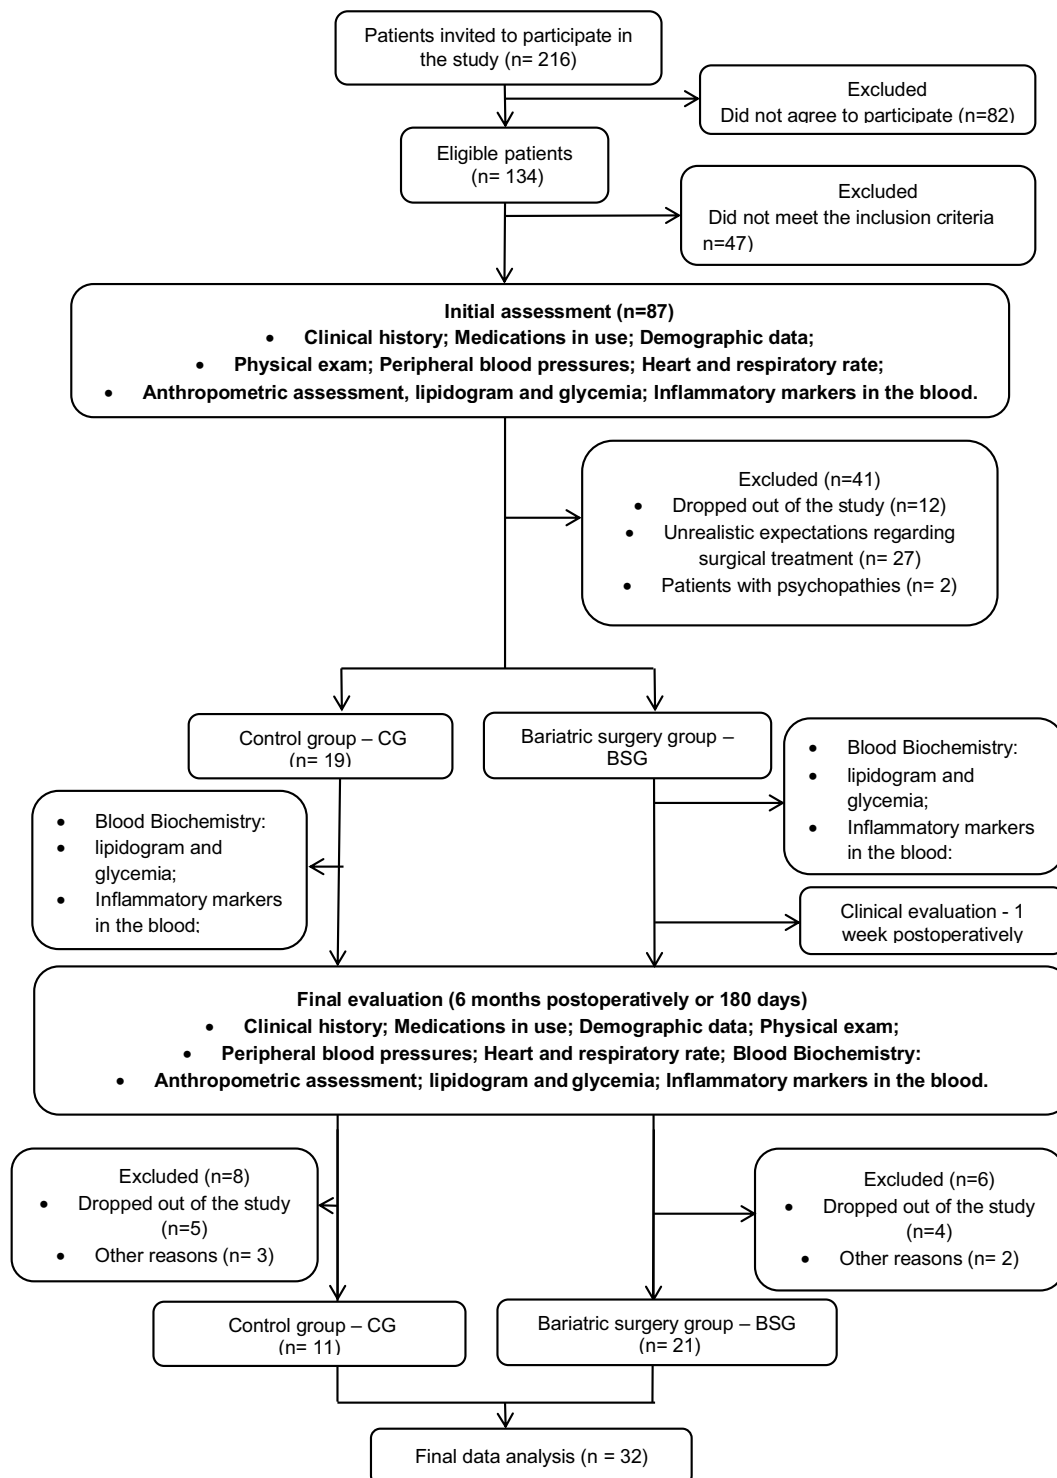 Patients invited to participate in
the study (n= 216)
Excluded
Did not agree to participate (n=82)
Eligible patients
(n= 134)
Excluded
Did not meet the inclusion criteria
n=47)
Initial assessment (n=87)
• Clinical history; Medications in use; Demographic data;
• Physical exam; Peripheral blood pressures; Heart and respiratory rate;
• Anthropometric assessment, lipidogram and glycemia; Inflammatory markers in the blood.
Excluded (n=41)
• Dropped out of the study (n=12)
• Unrealistic expectations regarding
surgical treatment (n= 27)
• Patients with psychopathies (n= 2)
Control group – CG
(n= 19)
Bariatric surgery group –
BSG
• Blood Biochemistry:
• lipidogram and
glycemia;
• Inflammatory markers
in the blood:
• Blood Biochemistry:
• lipidogram and
glycemia;
• Inflammatory markers
in the blood;
Clinical evaluation - 1
week postoperatively
Final evaluation (6 months postoperatively or 180 days)
• Clinical history; Medications in use; Demographic data; Physical exam;
• Peripheral blood pressures; Heart and respiratory rate; Blood Biochemistry:
• Anthropometric assessment; lipidogram and glycemia; Inflammatory markers in the blood.
Excluded (n=8)
• Dropped out of the study
(n=5)
• Other reasons (n= 3)
Excluded (n=6)
• Dropped out of the study
(n=4)
• Other reasons (n= 2)
Control group – CG
(n= 11)
Bariatric surgery group – BSG
(n= 21)
Final data analysis (n = 32)